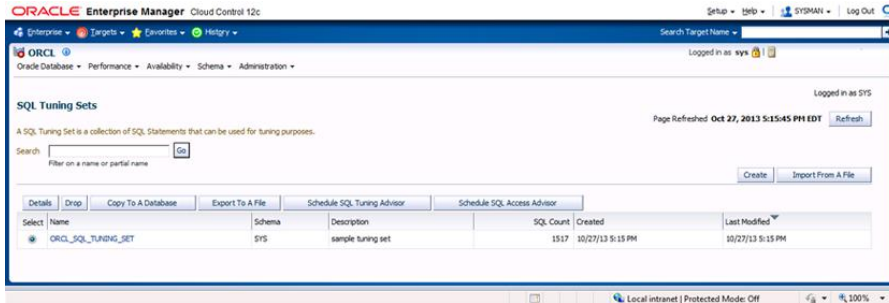 ORACLE Enterprise Manager Cloud Control 12c Setup Help SYSMAN Log Out
Enterprise Targets Favorites History Search Target Name
ORCL Logged in as sys
Oracle Database Performance Availability Schema Administration
Logged in as SYS
SQL Tuning Sets
Page Refreshed Oct 27, 2013 5:15:45 PM EDT Refresh
A SQL Tuning Set is a collection of SQL Statements that can be used for tuning purposes.
Search Go
Filter on a name or partial name
Create Import From A File
Details Drop Copy To A Database Export To A File Schedule SQL Tuning Advisor Schedule SQL Access Advisor
Select Name Schema Description SQL Count Created Last Modified
ORCL_SQL_TUNING_SET SYS sample tuning set 1517 10/27/13 5:15 PM 10/27/13 5:15 PM
Local intranet | Protected Mode: Off 100%